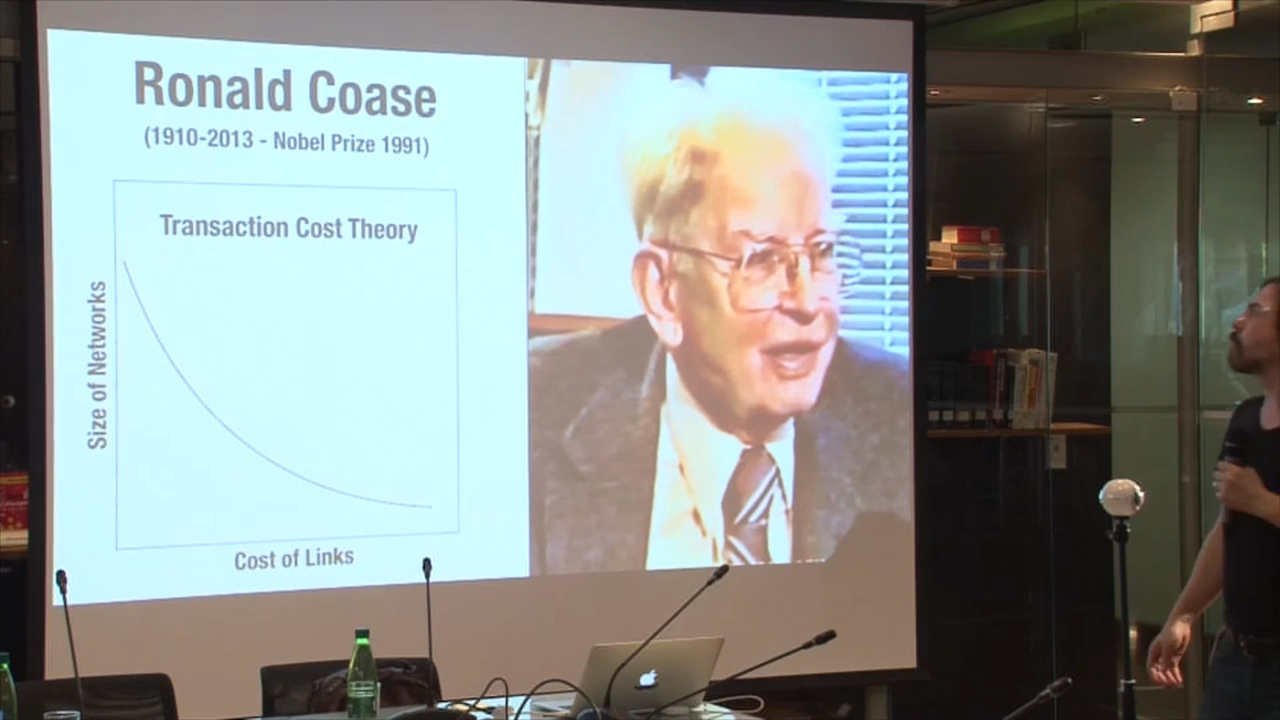 Ronald Coase
(1910-2013 - Nobel Prize 1991)
Transaction Cost Theory
Size of Networks
Cost of Links